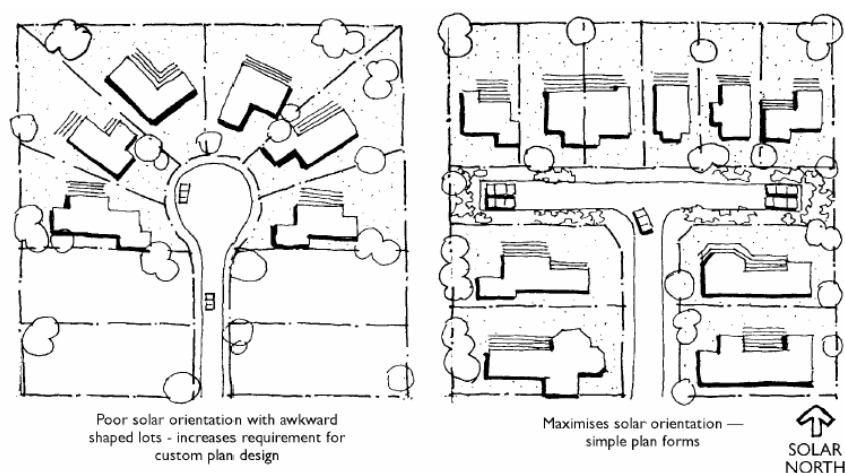 Poor solar orientation with awkward
shaped lots - increases requirement for
custom plan design
Maximises solar orientation —
simple plan forms
SOLAR
NORTH